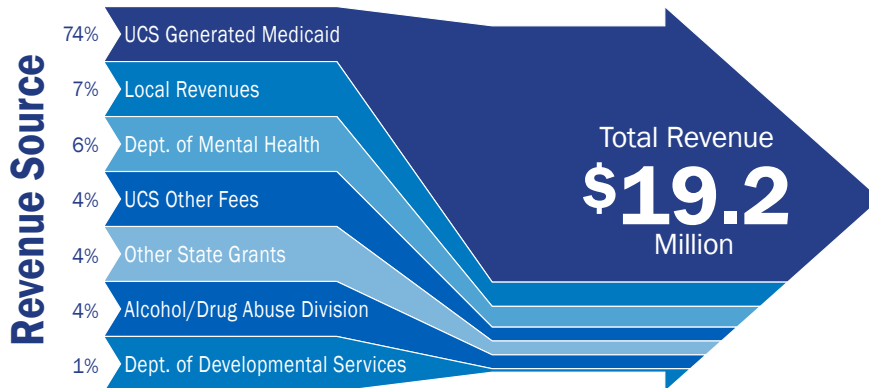 Revenue Source
74% UCS Generated Medicaid
7% Local Revenues
6% Dept. of Mental Health
4% UCS Other Fees
4% Other State Grants
4% Alcohol/Drug Abuse Division
1% Dept. of Developmental Services
Total Revenue
$19.2
Million